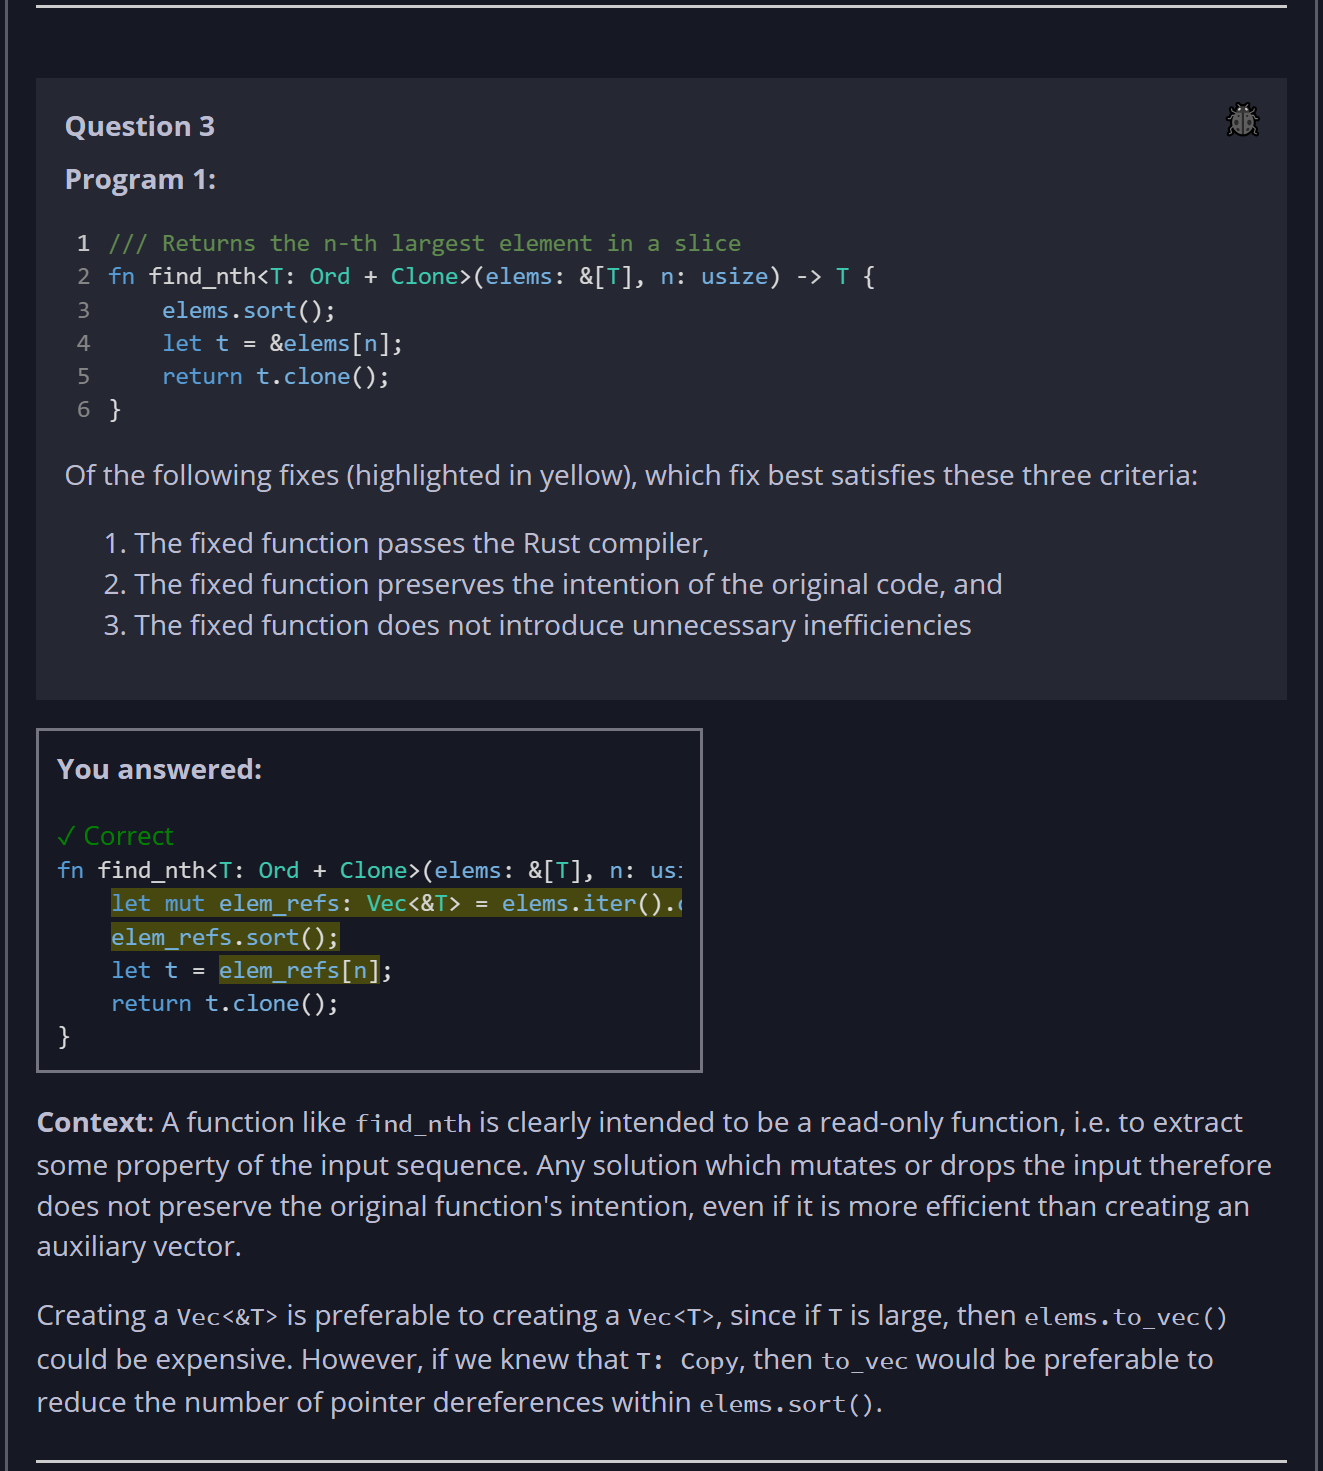 Question 3
Program 1:
1 /// Returns the n-th largest element in a slice
2 fn find_nth<T: Ord + Clone>(elems: &[T], n: usize) -> T {
3     elems.sort();
4     let t = &elems[n];
5     return t.clone();
6 }
Of the following fixes (highlighted in yellow), which fix best satisfies these three criteria:
1. The fixed function passes the Rust compiler,
2. The fixed function preserves the intention of the original code, and
3. The fixed function does not introduce unnecessary inefficiencies
You answered:
✓ Correct
fn find_nth<T: Ord + Clone>(elems: &[T], n: us
    let mut elem_refs: Vec<&T> = elems.iter().
    elem_refs.sort();
    let t = elem_refs[n];
    return t.clone();
}
Context: A function like find_nth is clearly intended to be a read-only function, i.e. to extract
some property of the input sequence. Any solution which mutates or drops the input therefore
does not preserve the original function's intention, even if it is more efficient than creating an
auxiliary vector.
Creating a Vec<&T> is preferable to creating a Vec<T>, since if T is large, then elems.to_vec()
could be expensive. However, if we knew that T: Copy, then to_vec would be preferable to
reduce the number of pointer dereferences within elems.sort().